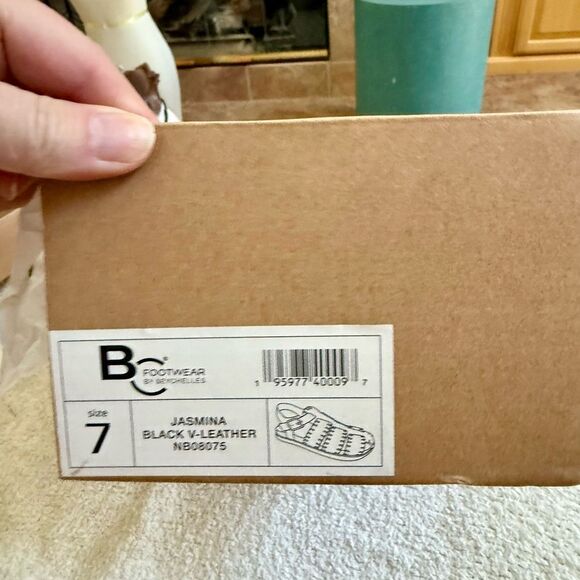 BC
FOOTWEAR
BY SEYCHELLES
1 95977 40009 7
size
7
JASMINA
BLACK V-LEATHER
NB08075